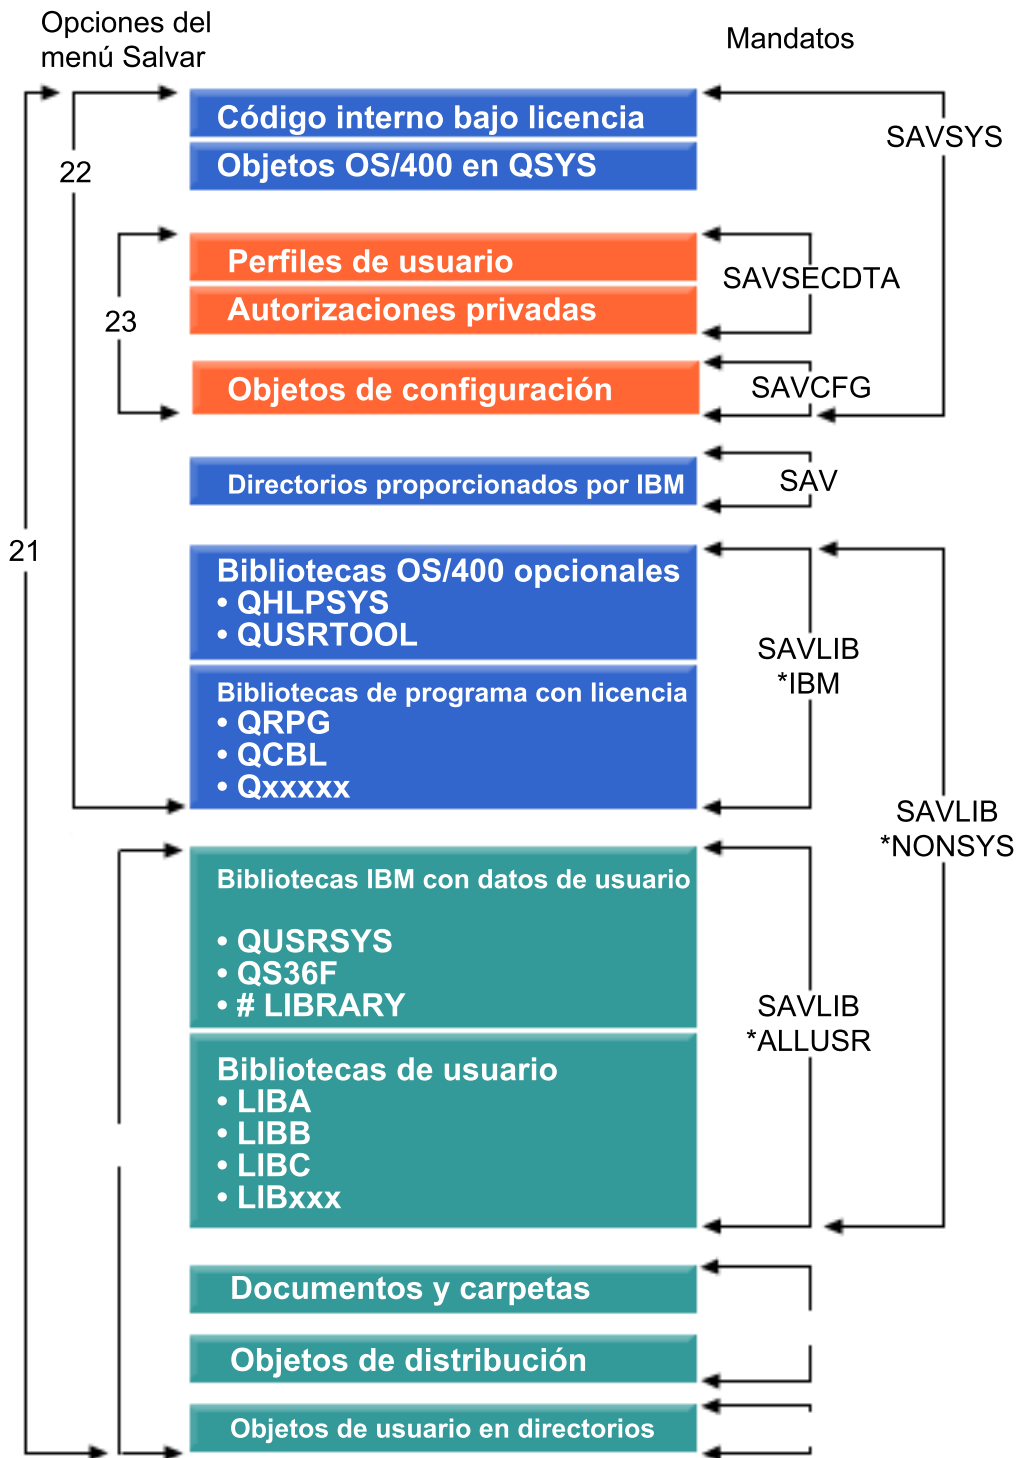 Opciones del
menú Salvar
Mandatos
Código interno bajo licencia
Objetos OS/400 en QSYS
SAVSYS
22
Perfiles de usuario
Autorizaciones privadas
SAVSECDTA
23
Objetos de configuración
SAVCFG
Directorios proporcionados por IBM
SAV
21
Bibliotecas OS/400 opcionales
• QHLPSYS
• QUSRTOOL
Bibliotecas de programa con licencia
• QRPG
• QCBL
• Qxxxxx
SAVLIB
*IBM
SAVLIB
*NONSYS
Bibliotecas IBM con datos de usuario
• QUSRSYS
• QS36F
• # LIBRARY
Bibliotecas de usuario
• LIBA
• LIBB
• LIBC
• LIBxxx
SAVLIB
*ALLUSR
Documentos y carpetas
Objetos de distribución
Objetos de usuario en directorios